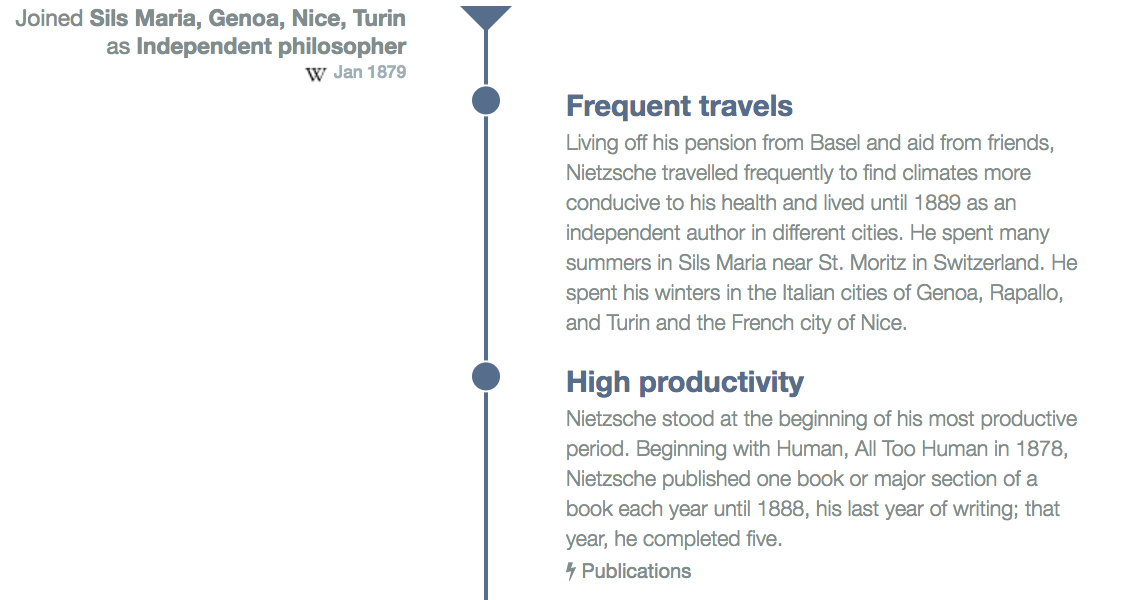 Joined Sils Maria, Genoa, Nice, Turin
as Independent philosopher
W Jan 1879
Frequent travels
Living off his pension from Basel and aid from friends,
Nietzsche travelled frequently to find climates more
conducive to his health and lived until 1889 as an
independent author in different cities. He spent many
summers in Sils Maria near St. Moritz in Switzerland. He
spent his winters in the Italian cities of Genoa, Rapallo,
and Turin and the French city of Nice.
High productivity
Nietzsche stood at the beginning of his most productive
period. Beginning with Human, All Too Human in 1878,
Nietzsche published one book or major section of a
book each year until 1888, his last year of writing; that
year, he completed five.
Publications